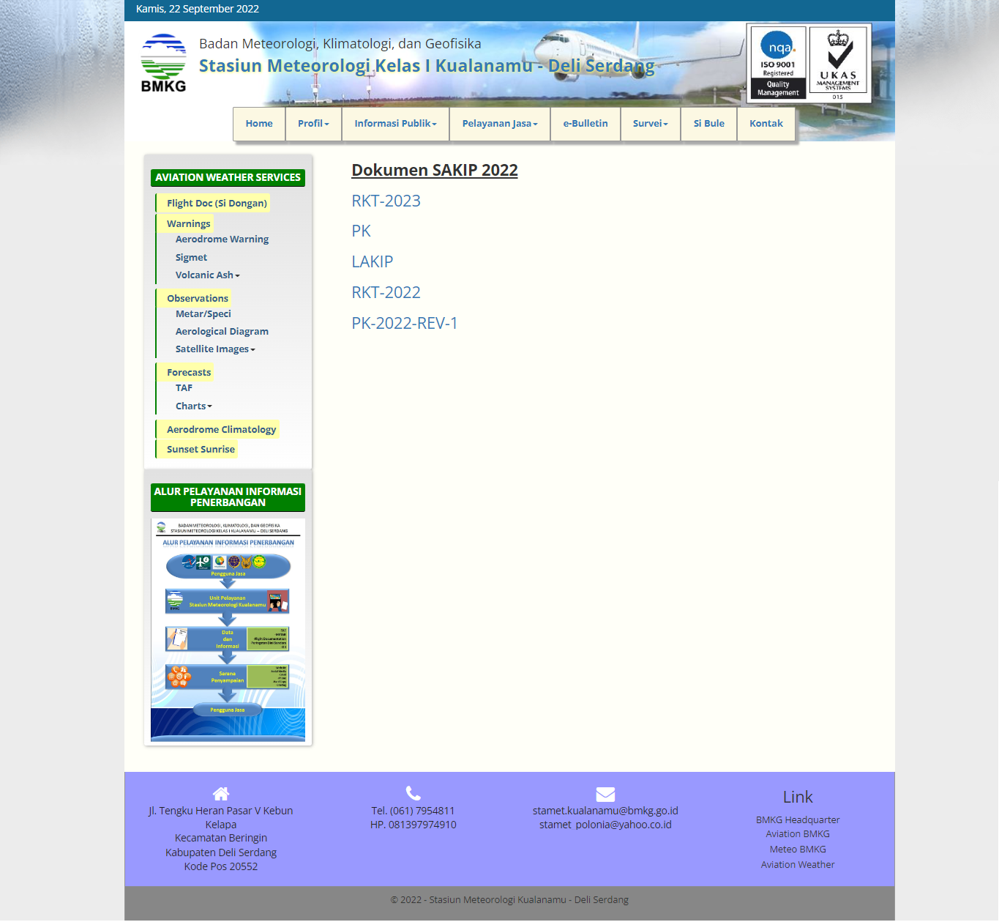 Kamis, 22 September 2022
Badan Meteorologi, Klimatologi, dan Geofisika
Stasiun Meteorologi Kelas I Kualanamu - Deli Serdang
BMKG
nqa.
ISO 9001
Registered
Quality
Management
UKAS
MANAGEMENT
SYSTEMS
015
Home
Profil
Informasi Publik
Pelayanan Jasa
e-Bulletin
Survei
Si Bule
Kontak
AVIATION WEATHER SERVICES
Flight Doc (Si Dongan)
Warnings
Aerodrome Warning
Sigmet
Volcanic Ash
Observations
Metar/Speci
Aerological Diagram
Satellite Images
Forecasts
TAF
Charts
Aerodrome Climatology
Sunset Sunrise
Dokumen SAKIP 2022
RKT-2023
PK
LAKIP
RKT-2022
PK-2022-REV-1
ALUR PELAYANAN INFORMASI
PENERBANGAN
BADAN METEOROLOGI, KLIMATOLOGI, DAN GEOFISIKA
STASIUN METEOROLOGI KELAS I KUALANAMU – DELI SERDANG
ALUR PELAYANAN INFORMASI PENERBANGAN
Pengguna Jasa
Unit Pelayanan
Stasiun Meteorologi Kualanamu
BMKG
Data
dan
Informasi
Sarana
Penyampaian
Pengguna Jasa
Jl. Tengku Heran Pasar V Kebun
Kelapa
Kecamatan Beringin
Kabupaten Deli Serdang
Kode Pos 20552
Tel. (061) 7954811
HP. 081397974910
stamet.kualanamu@bmkg.go.id
stamet_polonia@yahoo.co.id
Link
BMKG Headquarter
Aviation BMKG
Meteo BMKG
Aviation Weather
© 2022 - Stasiun Meteorologi Kualanamu - Deli Serdang